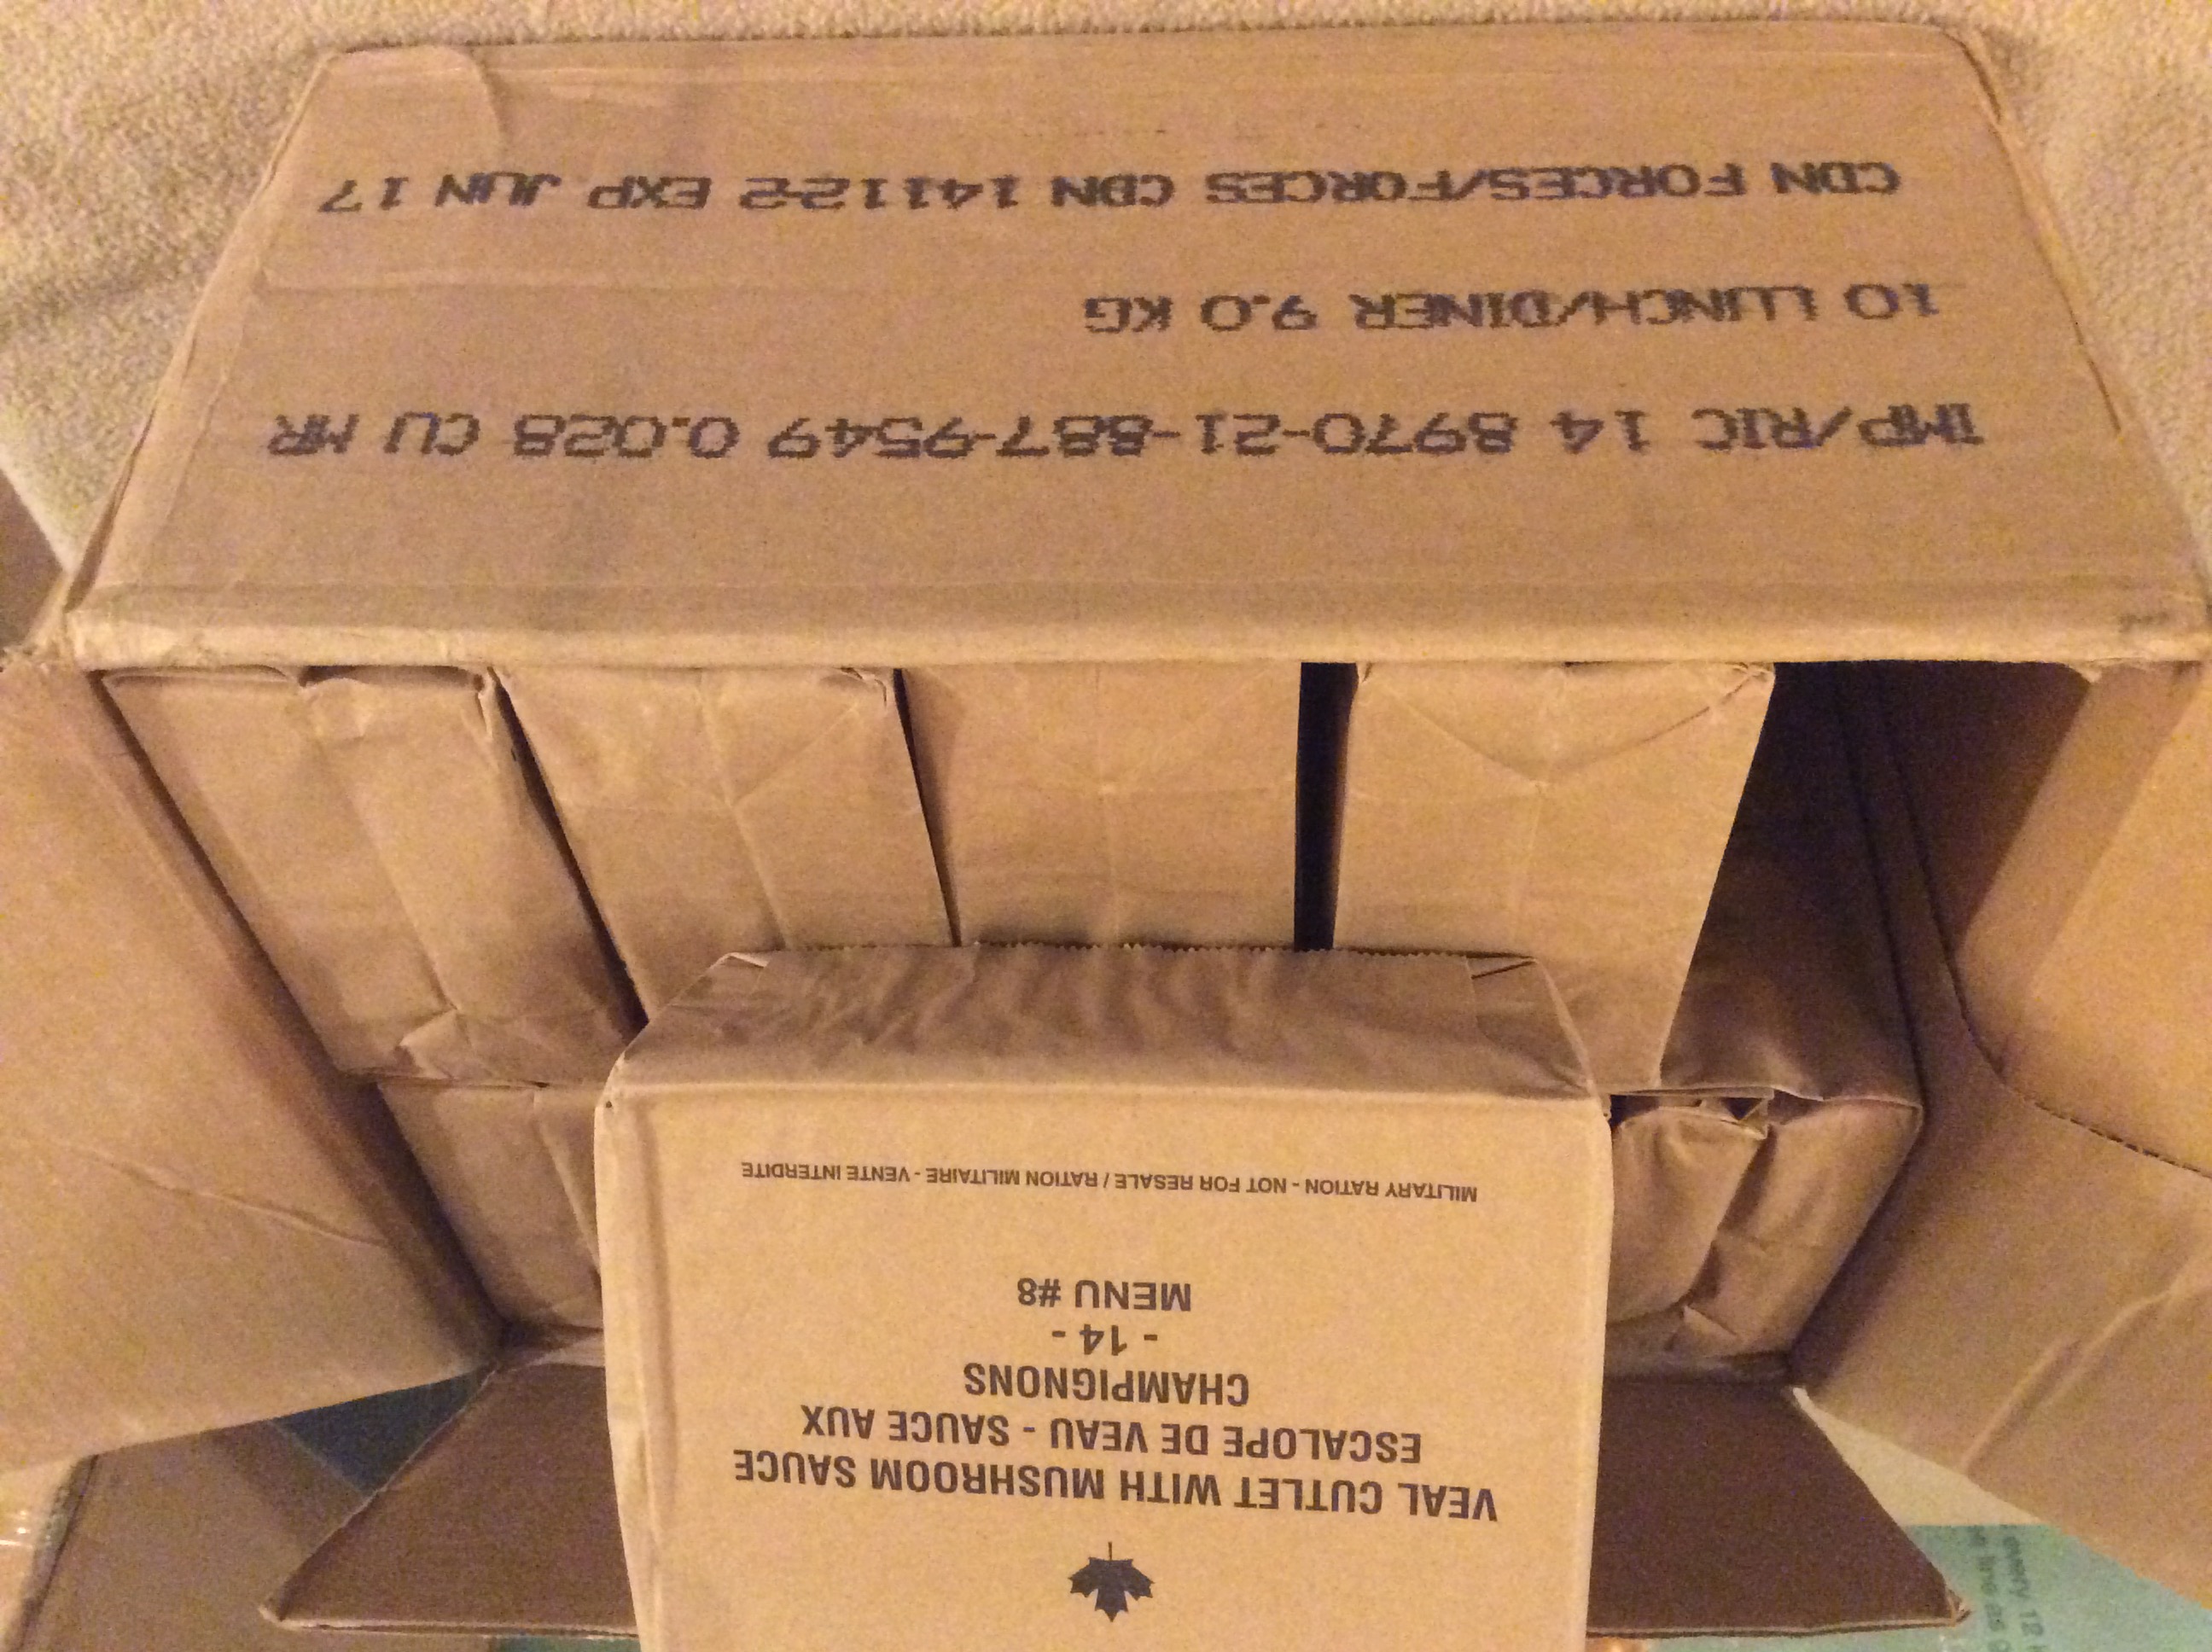 IMP/RIC 14 8970-21-887-9549 0.028 CU MR
10 LUNCH/DINER 9.0 KG
CDN FORCES/FORCES CDN 141122 EXP JUN 17
VEAL CUTLET WITH MUSHROOM SAUCE
ESCALOPE DE VEAU - SAUCE AUX
CHAMPIGNONS
- 14 -
MENU #8
MILITARY RATION - NOT FOR RESALE / RATION MILITAIRE - VENTE INTERDITE